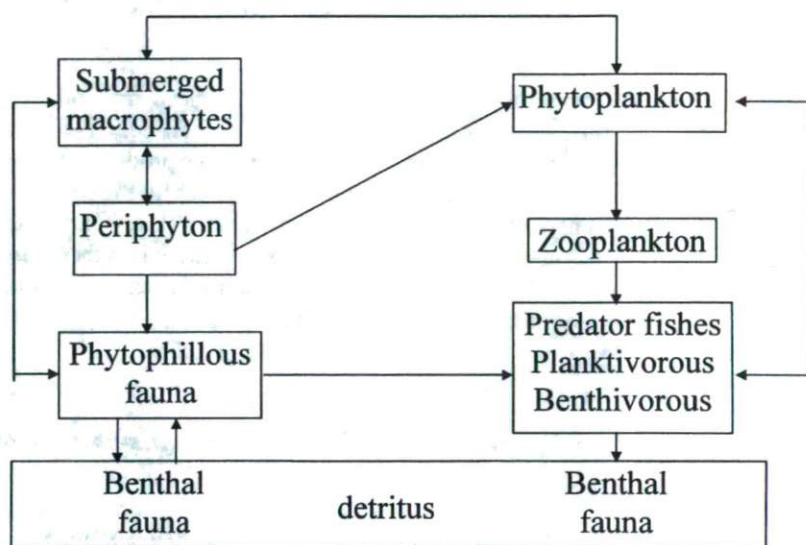 Submerged
macrophytes
Phytoplankton
Periphyton
Zooplankton
Phytophillous
fauna
Predator fishes
Planktivorous
Benthivorous
Benthal
fauna
detritus
Benthal
fauna